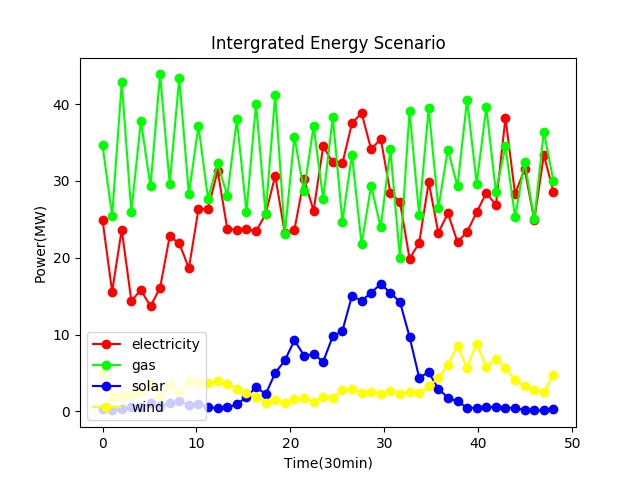 Intergrated Energy Scenario
Power(MW)
40
30
20
10
0
electricity
gas
solar
wind
0 10 20 30 40 50
Time(30min)